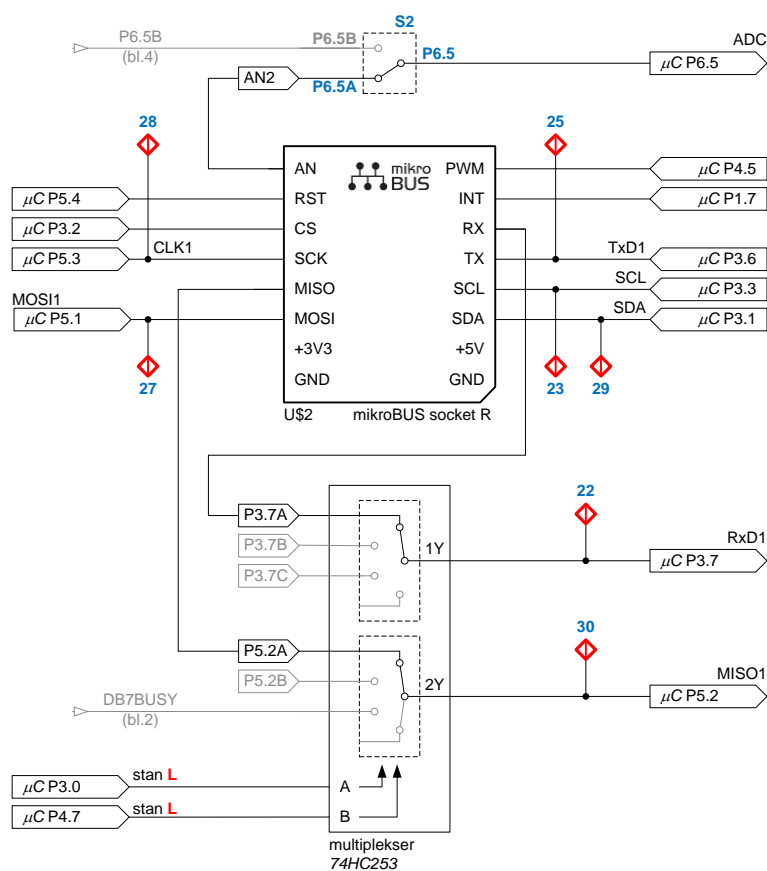 S2
P6.5B
(bl.4)
P6.5B
P6.5
ADC
µC P6.5
AN2
P6.5A
28
25
AN
mikro
BUS
PWM
µC P4.5
µC P5.4
RST
INT
µC P1.7
µC P3.2
CS
RX
µC P5.3
CLK1
SCK
TX
TxD1
µC P3.6
MISO
SCL
SCL
µC P3.3
MOSI1
µC P5.1
MOSI
SDA
SDA
µC P3.1
+3V3
+5V
GND
GND
27
23
29
U$2
mikroBUS socket R
22
P3.7A
P3.7B
P3.7C
1Y
RxD1
µC P3.7
30
P5.2A
P5.2B
2Y
MISO1
µC P5.2
DB7BUSY
(bl.2)
µC P3.0
stan L
A
µC P4.7
stan L
B
multiplekser
74HC253